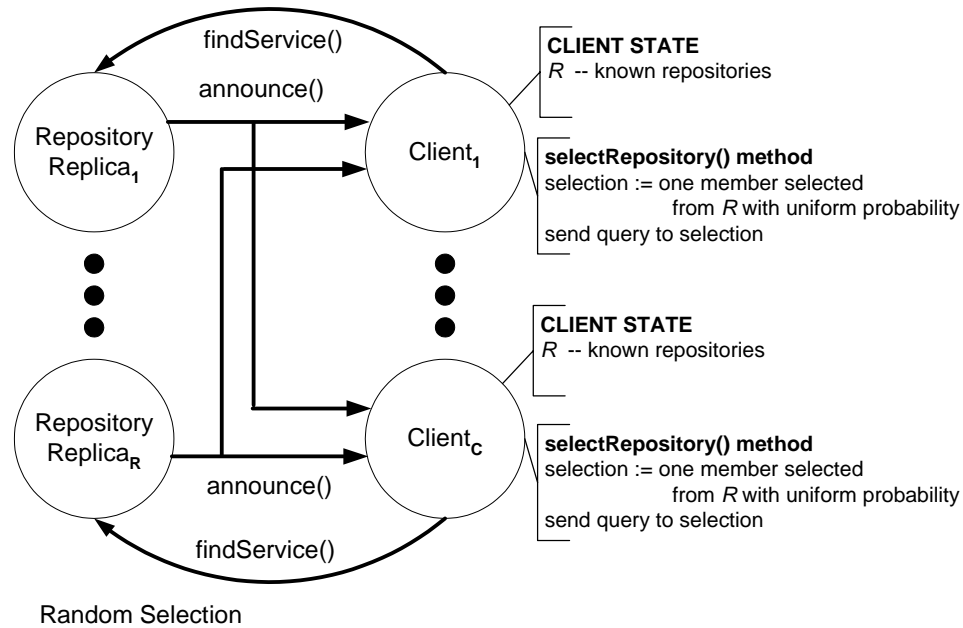 findService()
announce()
Repository
Replica1
Client1
CLIENT STATE
R -- known repositories
selectRepository() method
selection := one member selected
from R with uniform probability
send query to selection
Repository
ReplicaR
ClientC
CLIENT STATE
R -- known repositories
selectRepository() method
selection := one member selected
from R with uniform probability
send query to selection
announce()
findService()
Random Selection